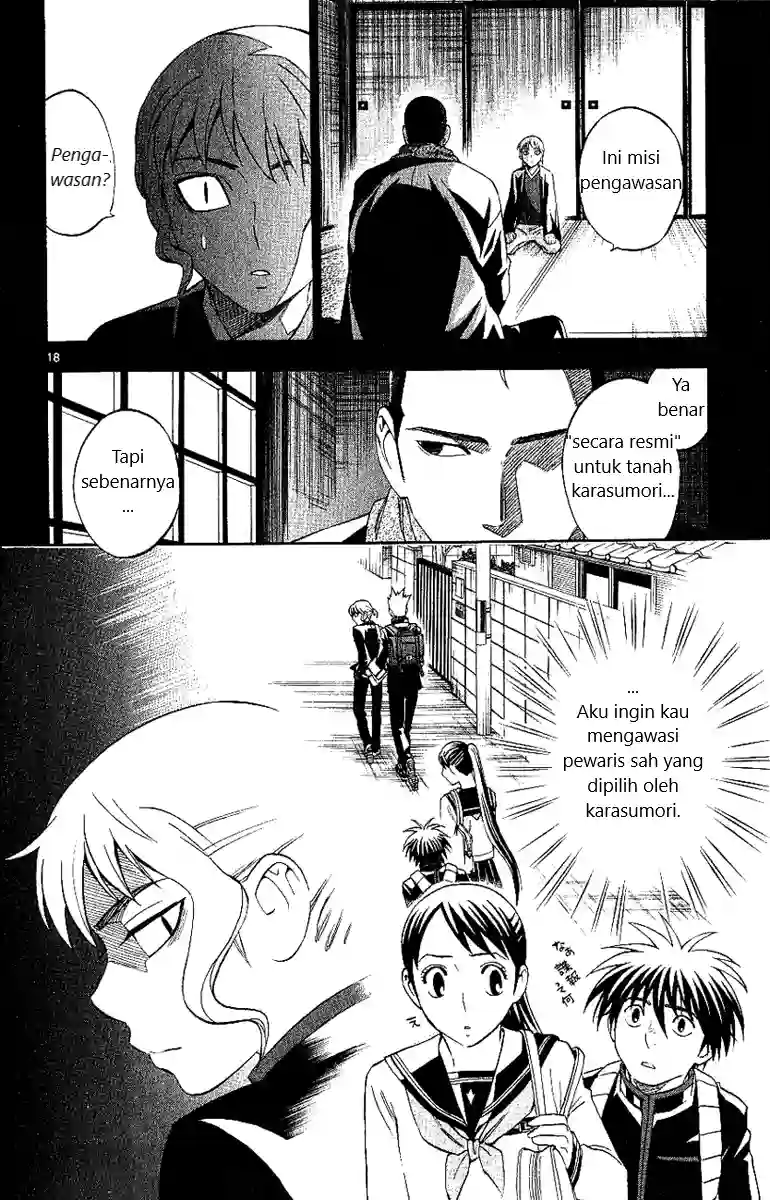 Ini misi
pengawasan
Penga-
wasan?
18
Ya
benar
"secara resmi"
untuk tanah
karasumori...
Tapi
sebenarnya
...
...
Aku ingin kau
mengawasi
pewaris sah yang
dipilih oleh
karasumori.
え